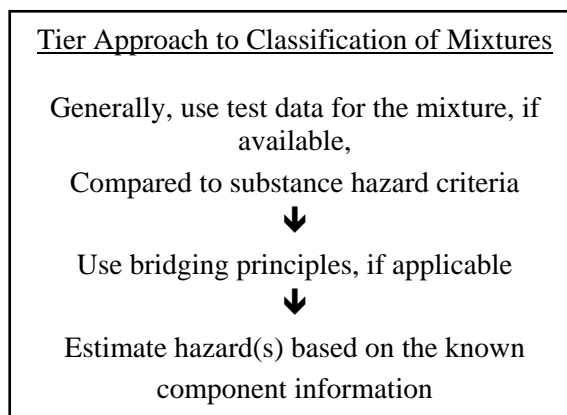 Tier Approach to Classification of Mixtures
Generally, use test data for the mixture, if
available,
Compared to substance hazard criteria
Use bridging principles, if applicable
Estimate hazard(s) based on the known
component information